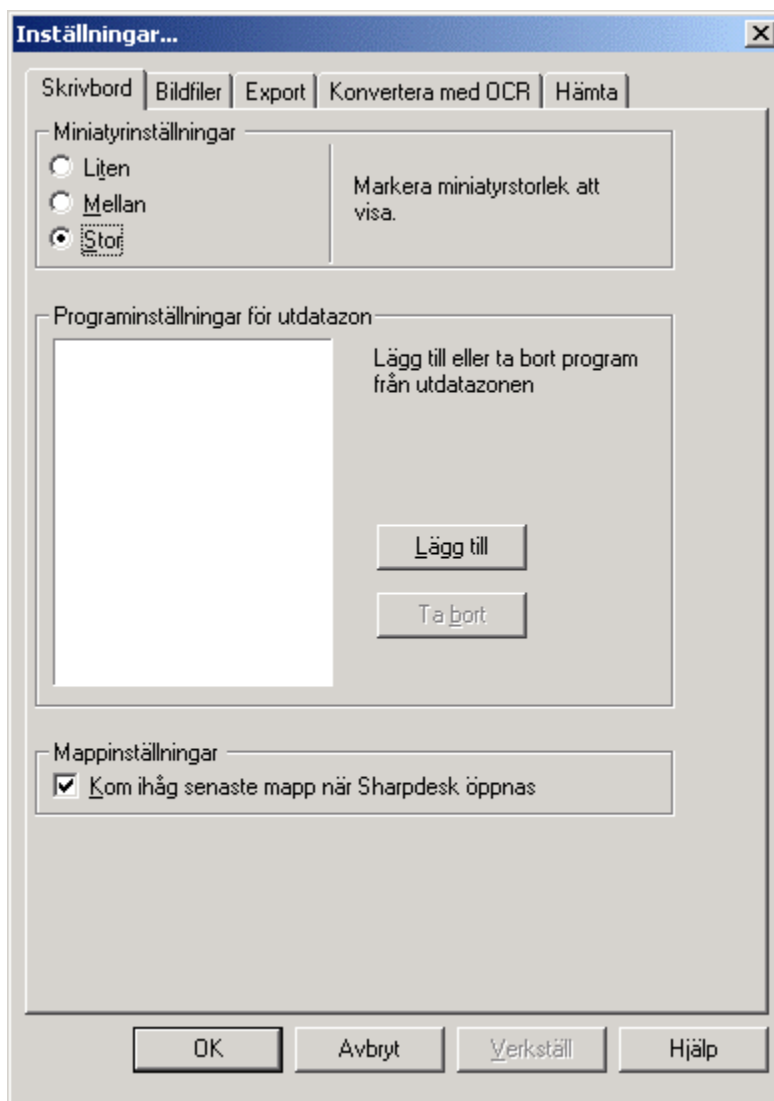 Inställningar...
Skrivbord Bildfiler Export Konvertera med OCR Hämta
Miniatyrinställningar
Liten
Mellan
Stor
Markera miniatyrstorlek att
visa.
Programinställningar för utdatazon
Lägg till eller ta bort program
från utdatazonen
Lägg till
Ta bort
Mappinställningar
Kom ihåg senaste mapp när Sharpdesk öppnas
OK Avbryt Verkställ Hjälp